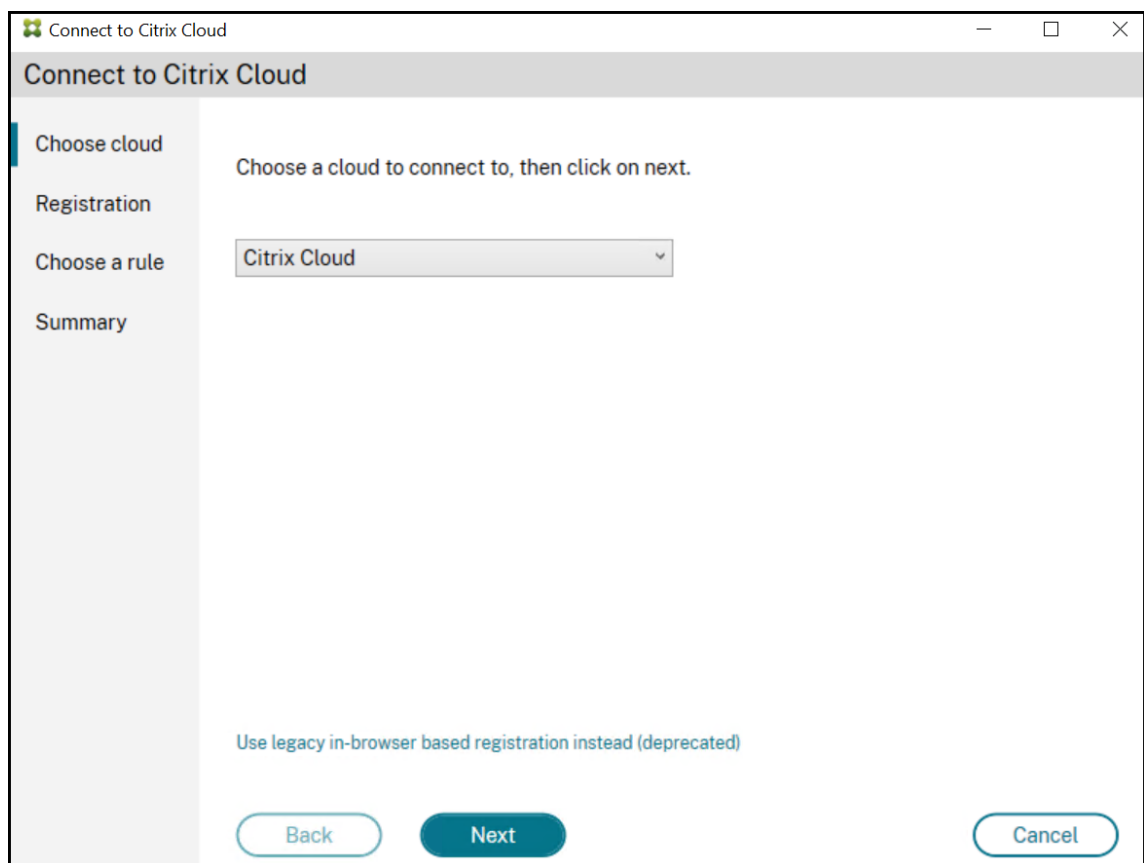 Connect to Citrix Cloud
Connect to Citrix Cloud
Choose cloud
Registration
Choose a rule
Summary
Choose a cloud to connect to, then click on next.
Citrix Cloud
Use legacy in-browser based registration instead (deprecated)
Back
Next
Cancel